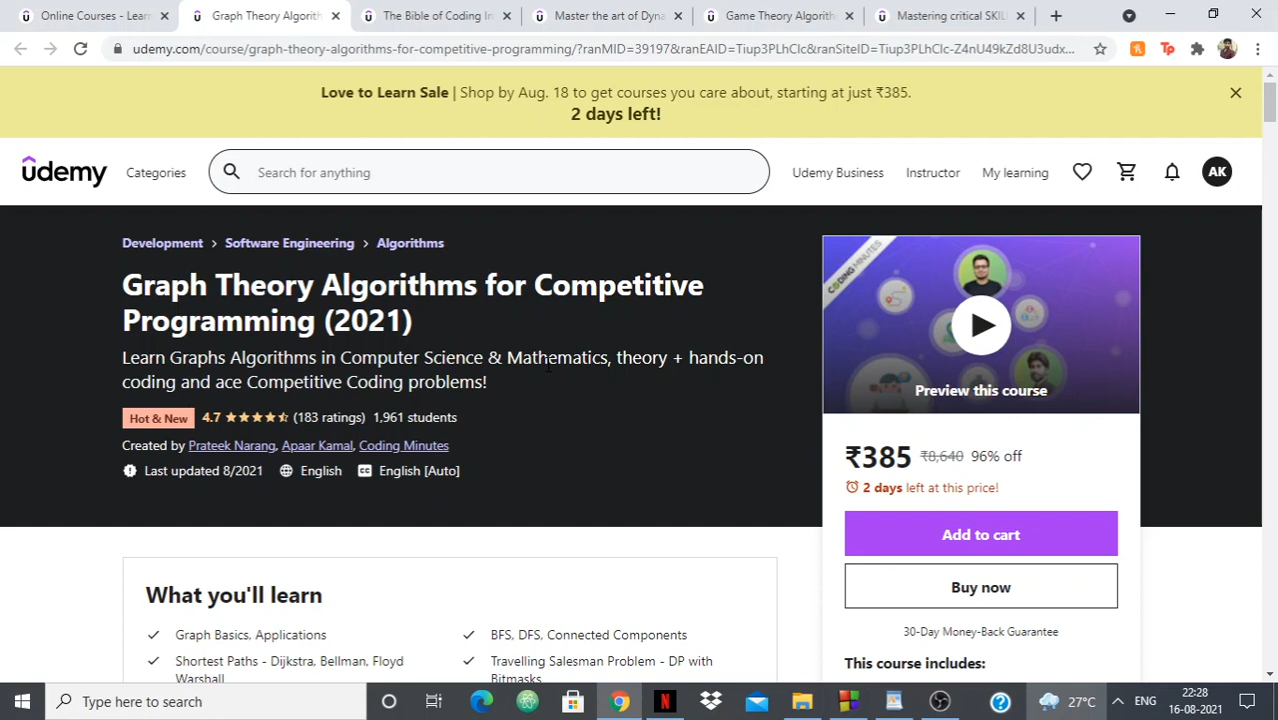 Online Courses - Learn
Graph Theory Algorith
The Bible of Coding In
Master the art of Dyna
Game Theory Algorith
Mastering critical SKILL
udemy.com/course/graph-theory-algorithms-for-competitive-programming/?ranMID=39197&ranEAID=Tiup3PLhClc&ranSiteID=Tiup3PLhClc-Z4nU49kZd8U3udx...
Love to Learn Sale | Shop by Aug. 18 to get courses you care about, starting at just ₹385.
2 days left!
udemy Categories Search for anything Udemy Business Instructor My learning AK
Development > Software Engineering > Algorithms
Graph Theory Algorithms for Competitive
Programming (2021)
Learn Graphs Algorithms in Computer Science & Mathematics, theory + hands-on
coding and ace Competitive Coding problems!
Hot & New 4.7 (183 ratings) 1,961 students
Created by Prateek Narang, Apaar Kamal, Coding Minutes
Last updated 8/2021 English CC English [Auto]
CODING MINUTES
Preview this course
₹385 ₹8,640 96% off
2 days left at this price!
Add to cart
Buy now
30-Day Money-Back Guarantee
This course includes:
What you'll learn
Graph Basics, Applications
BFS, DFS, Connected Components
Shortest Paths - Dijkstra, Bellman, Floyd
Warshall
Travelling Salesman Problem - DP with
Bitmasks
Type here to search
27°C
ENG
22:28
16-08-2021